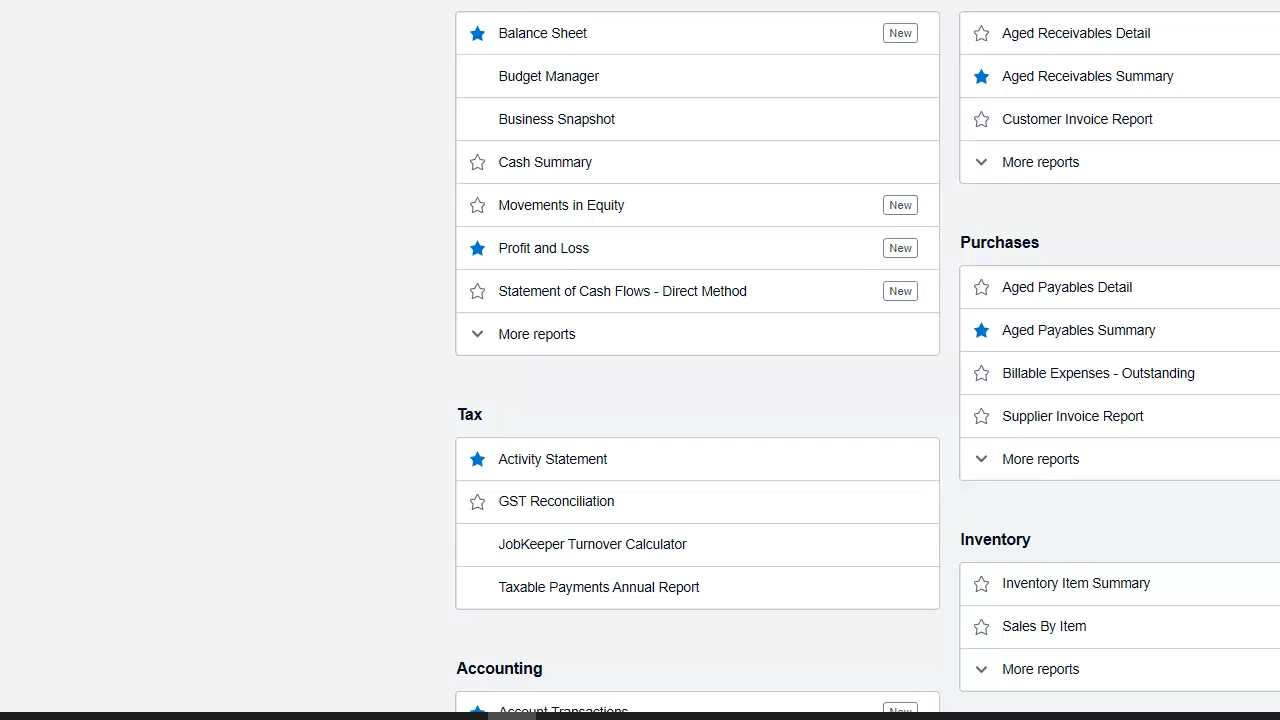 Balance Sheet New
Budget Manager
Business Snapshot
Cash Summary
Movements in Equity New
Profit and Loss New
Statement of Cash Flows - Direct Method New
More reports
Tax
Activity Statement
GST Reconciliation
JobKeeper Turnover Calculator
Taxable Payments Annual Report
Accounting
Account Transactions New
Aged Receivables Detail
Aged Receivables Summary
Customer Invoice Report
More reports
Purchases
Aged Payables Detail
Aged Payables Summary
Billable Expenses - Outstanding
Supplier Invoice Report
More reports
Inventory
Inventory Item Summary
Sales By Item
More reports